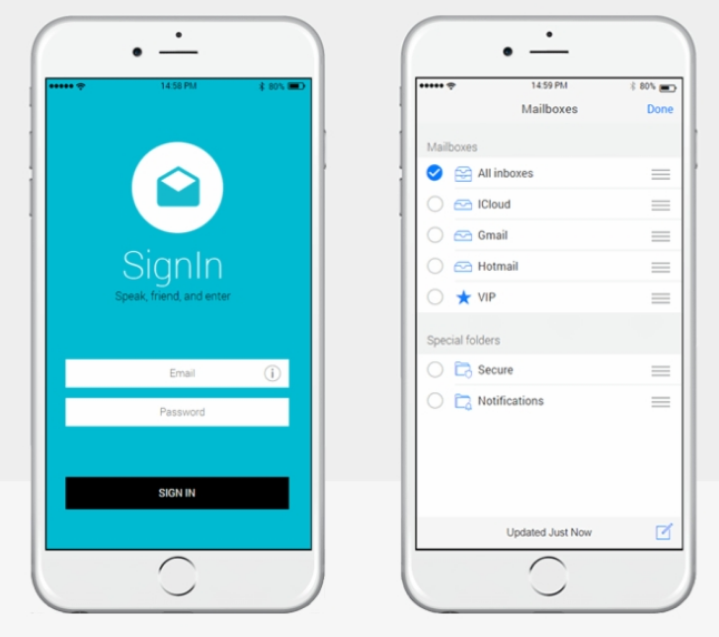 14:58 PM
80%
SignIn
Speak, friend, and enter
Email
i
Password
SIGN IN
14:59 PM
80%
Mailboxes
Done
Mailboxes
All inboxes
ICloud
Gmail
Hotmail
VIP
Special folders
Secure
Notifications
Updated Just Now